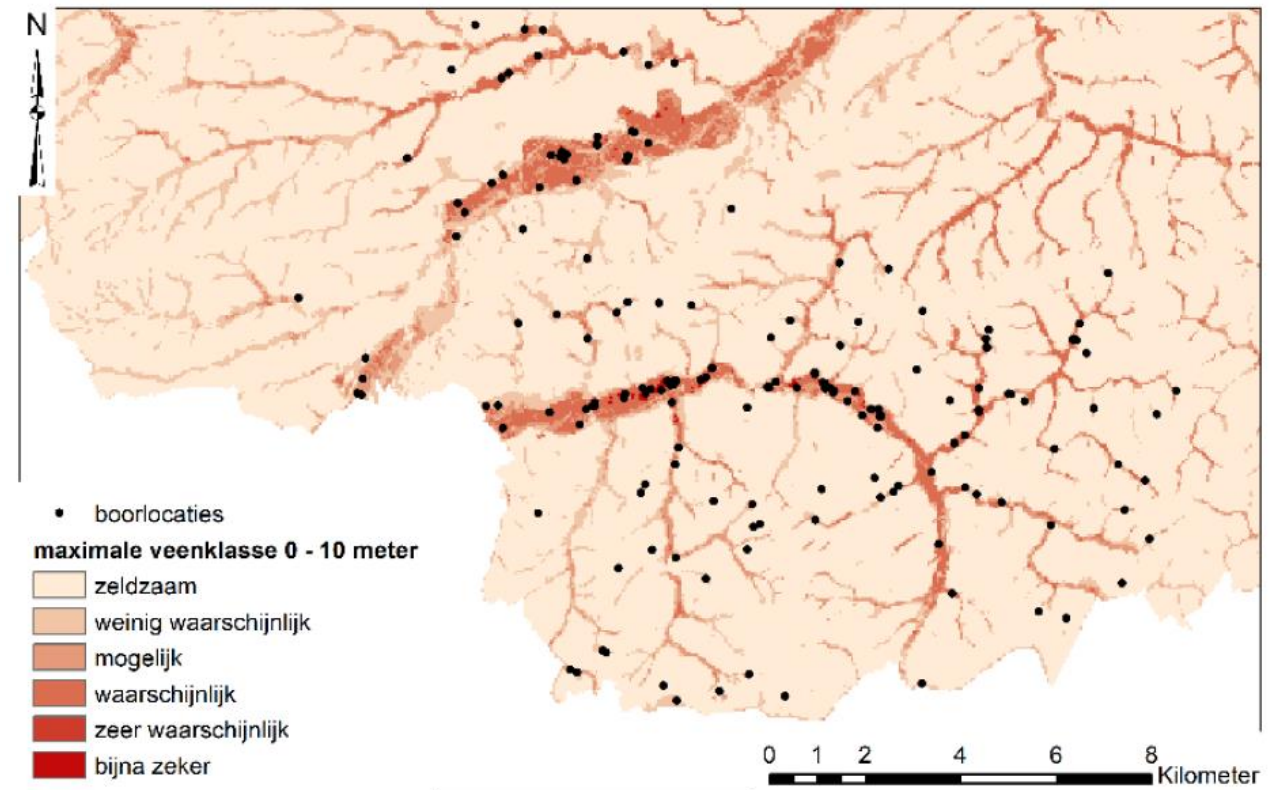 N
boorlocaties
maximale veenklasse 0 - 10 meter
zeldzaam
weinig waarschijnlijk
mogelijk
waarschijnlijk
zeer waarschijnlijk
bijna zeker
0 1 2 4 6 8
Kilometer